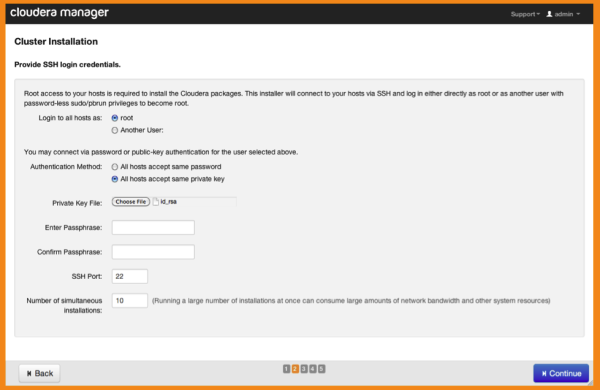 cloudera manager
Support admin
Cluster Installation
Provide SSH login credentials.
Root access to your hosts is required to install the Cloudera packages. This installer will connect to your hosts via SSH and log in either directly as root or as another user with
password-less sudo/pbrun privileges to become root.
Login to all hosts as: root
Another User:
You may connect via password or public-key authentication for the user selected above.
Authentication Method: All hosts accept same password
All hosts accept same private key
Private Key File: Choose File id_rsa
Enter Passphrase:
Confirm Passphrase:
SSH Port: 22
Number of simultaneous 10 (Running a large number of installations at once can consume large amounts of network bandwidth and other system resources)
installations:
Back 1 2 3 4 5 Continue